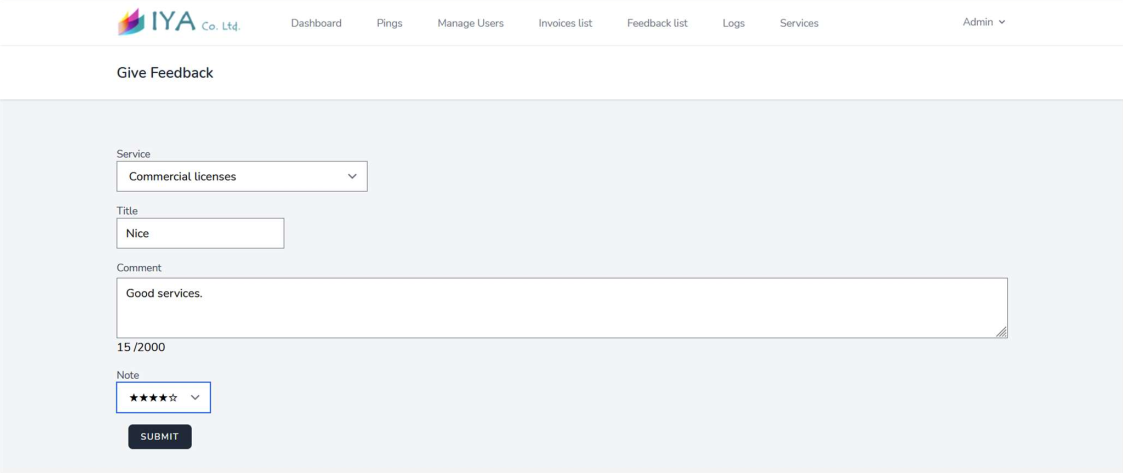 IYA Co. Ltd. Dashboard Pings Manage Users Invoices list Feedback list Logs Services Admin
Give Feedback
Service
Commercial licenses
Title
Nice
Comment
Good services.
15 /2000
Note
★★★★☆
SUBMIT